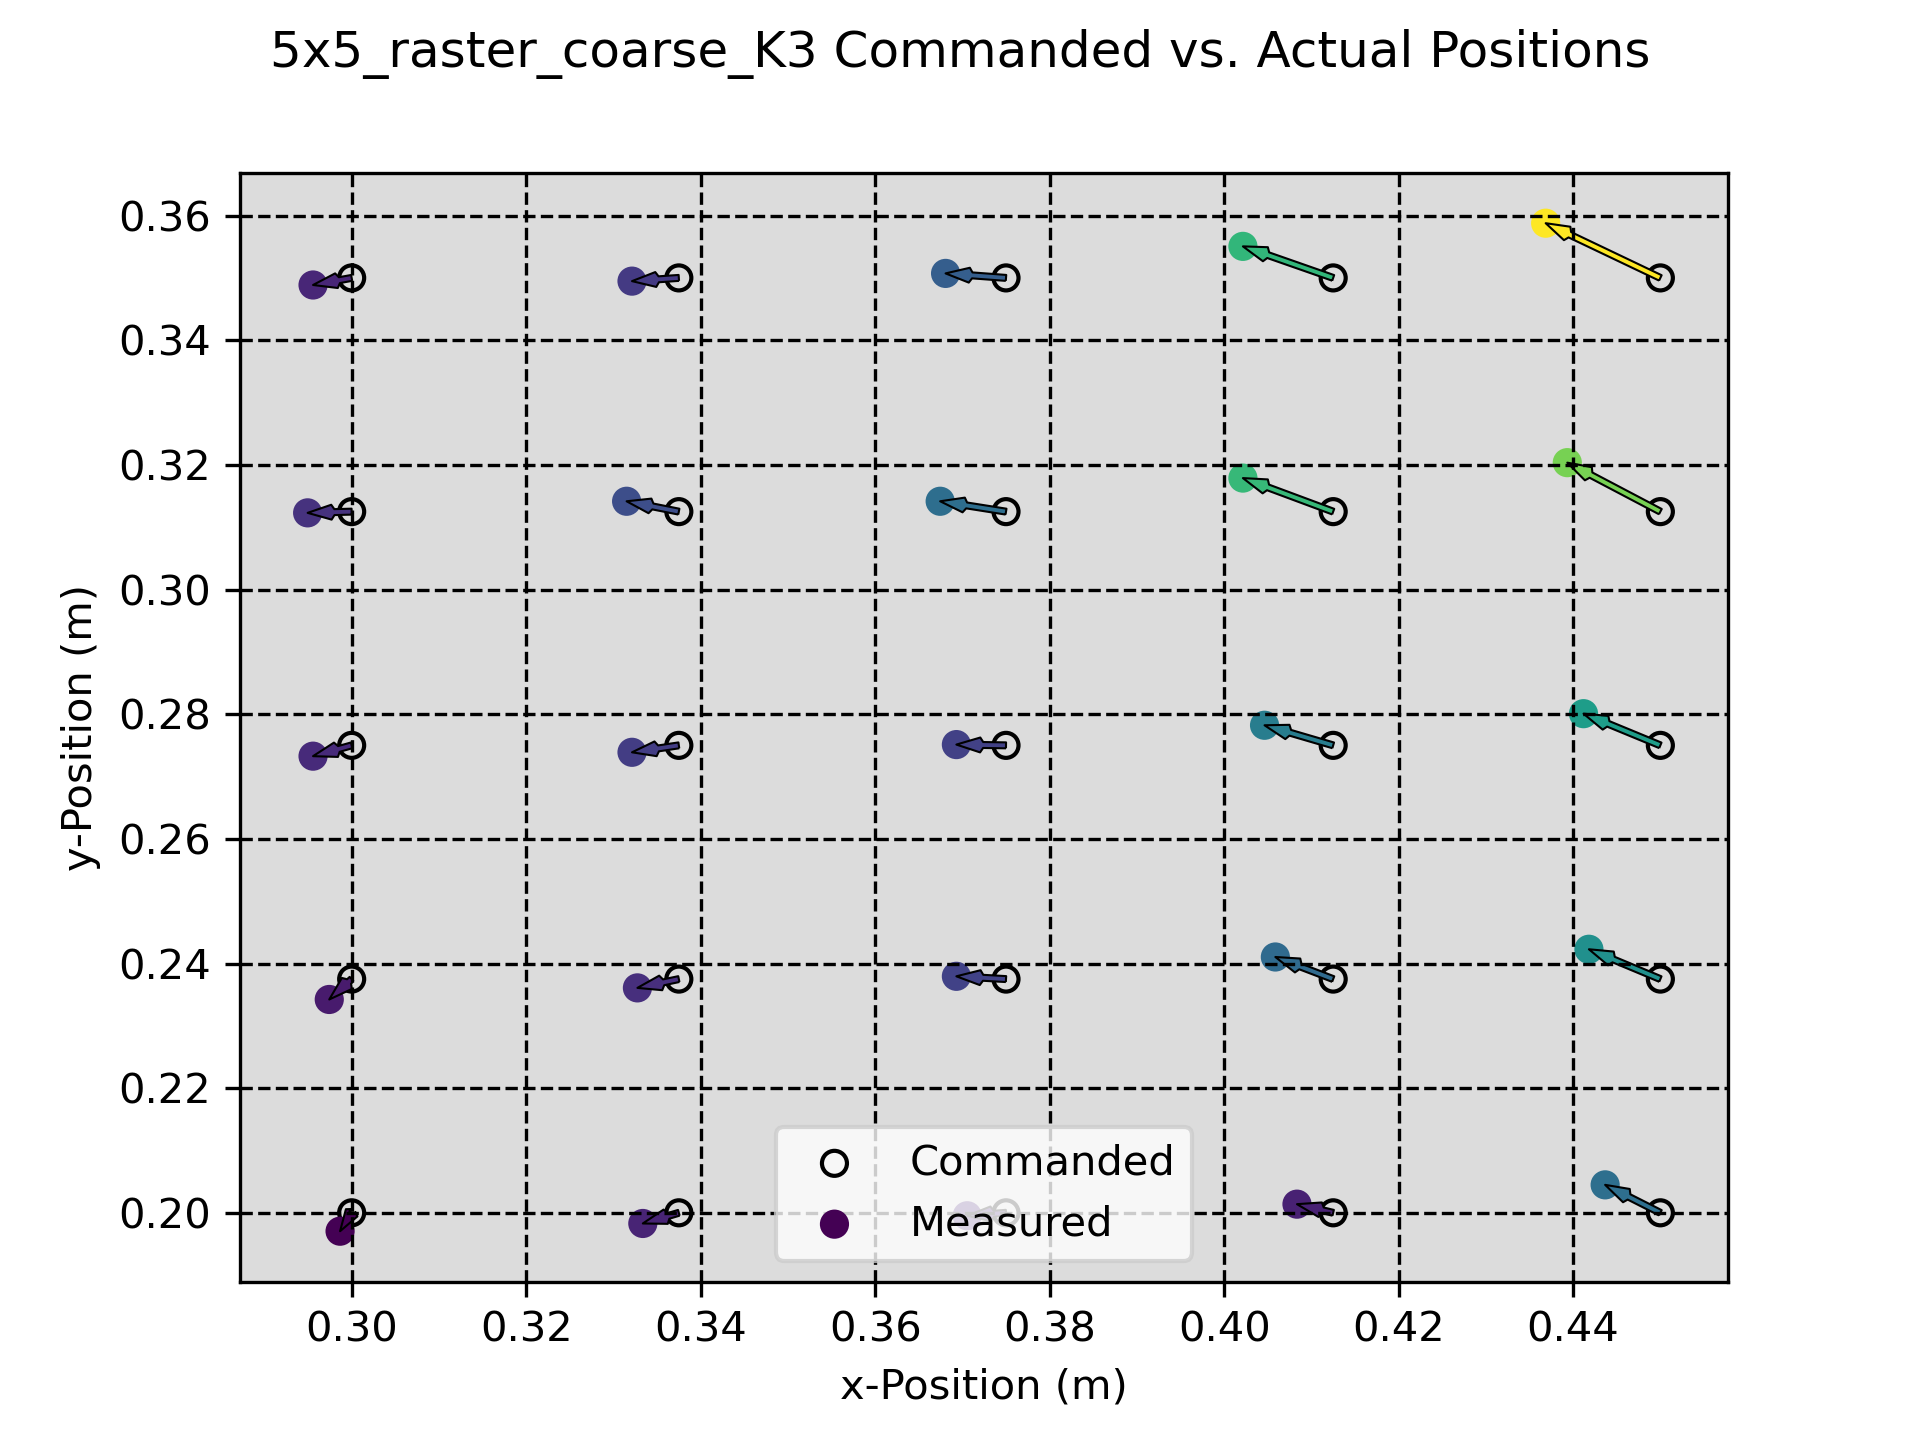 5x5_raster_coarse_K3 Commanded vs. Actual Positions
0.36
0.34
0.32
0.30
0.28
0.26
0.24
0.22
0.20
y-Position (m)
Commanded
Measured
0.30 0.32 0.34 0.36 0.38 0.40 0.42 0.44
x-Position (m)